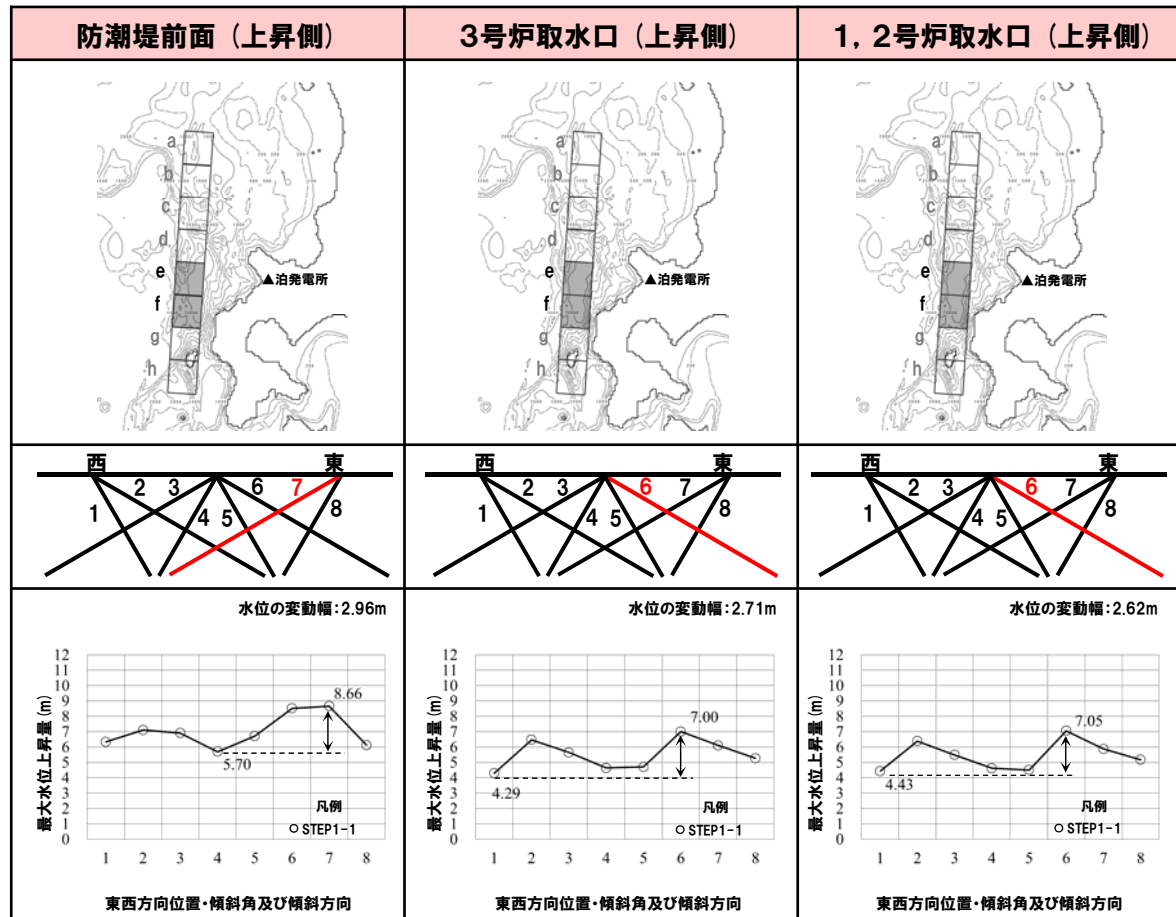 防潮堤前面（上昇側）
3号炉取水口（上昇側）
1，2号炉取水口（上昇側）
a
b
c
d
e
f
g
h
▲泊発電所
a
b
c
d
e
f
g
h
▲泊発電所
a
b
c
d
e
f
g
h
▲泊発電所
西
東
1
2
3
4
5
6
7
8
西
東
1
2
3
4
5
6
7
8
西
東
1
2
3
4
5
6
7
8
水位の変動幅：2.96m
最大水位上昇量(m)
12
11
10
9
8
7
6
5
4
3
2
1
0
8.66
5.70
凡例
○ STEP1-1
1 2 3 4 5 6 7 8
東西方向位置・傾斜角及び傾斜方向
水位の変動幅：2.71m
最大水位上昇量(m)
12
11
10
9
8
7
6
5
4
3
2
1
0
7.00
4.29
凡例
○ STEP1-1
1 2 3 4 5 6 7 8
東西方向位置・傾斜角及び傾斜方向
水位の変動幅：2.62m
最大水位上昇量(m)
12
11
10
9
8
7
6
5
4
3
2
1
0
7.05
4.43
凡例
○ STEP1-1
1 2 3 4 5 6 7 8
東西方向位置・傾斜角及び傾斜方向